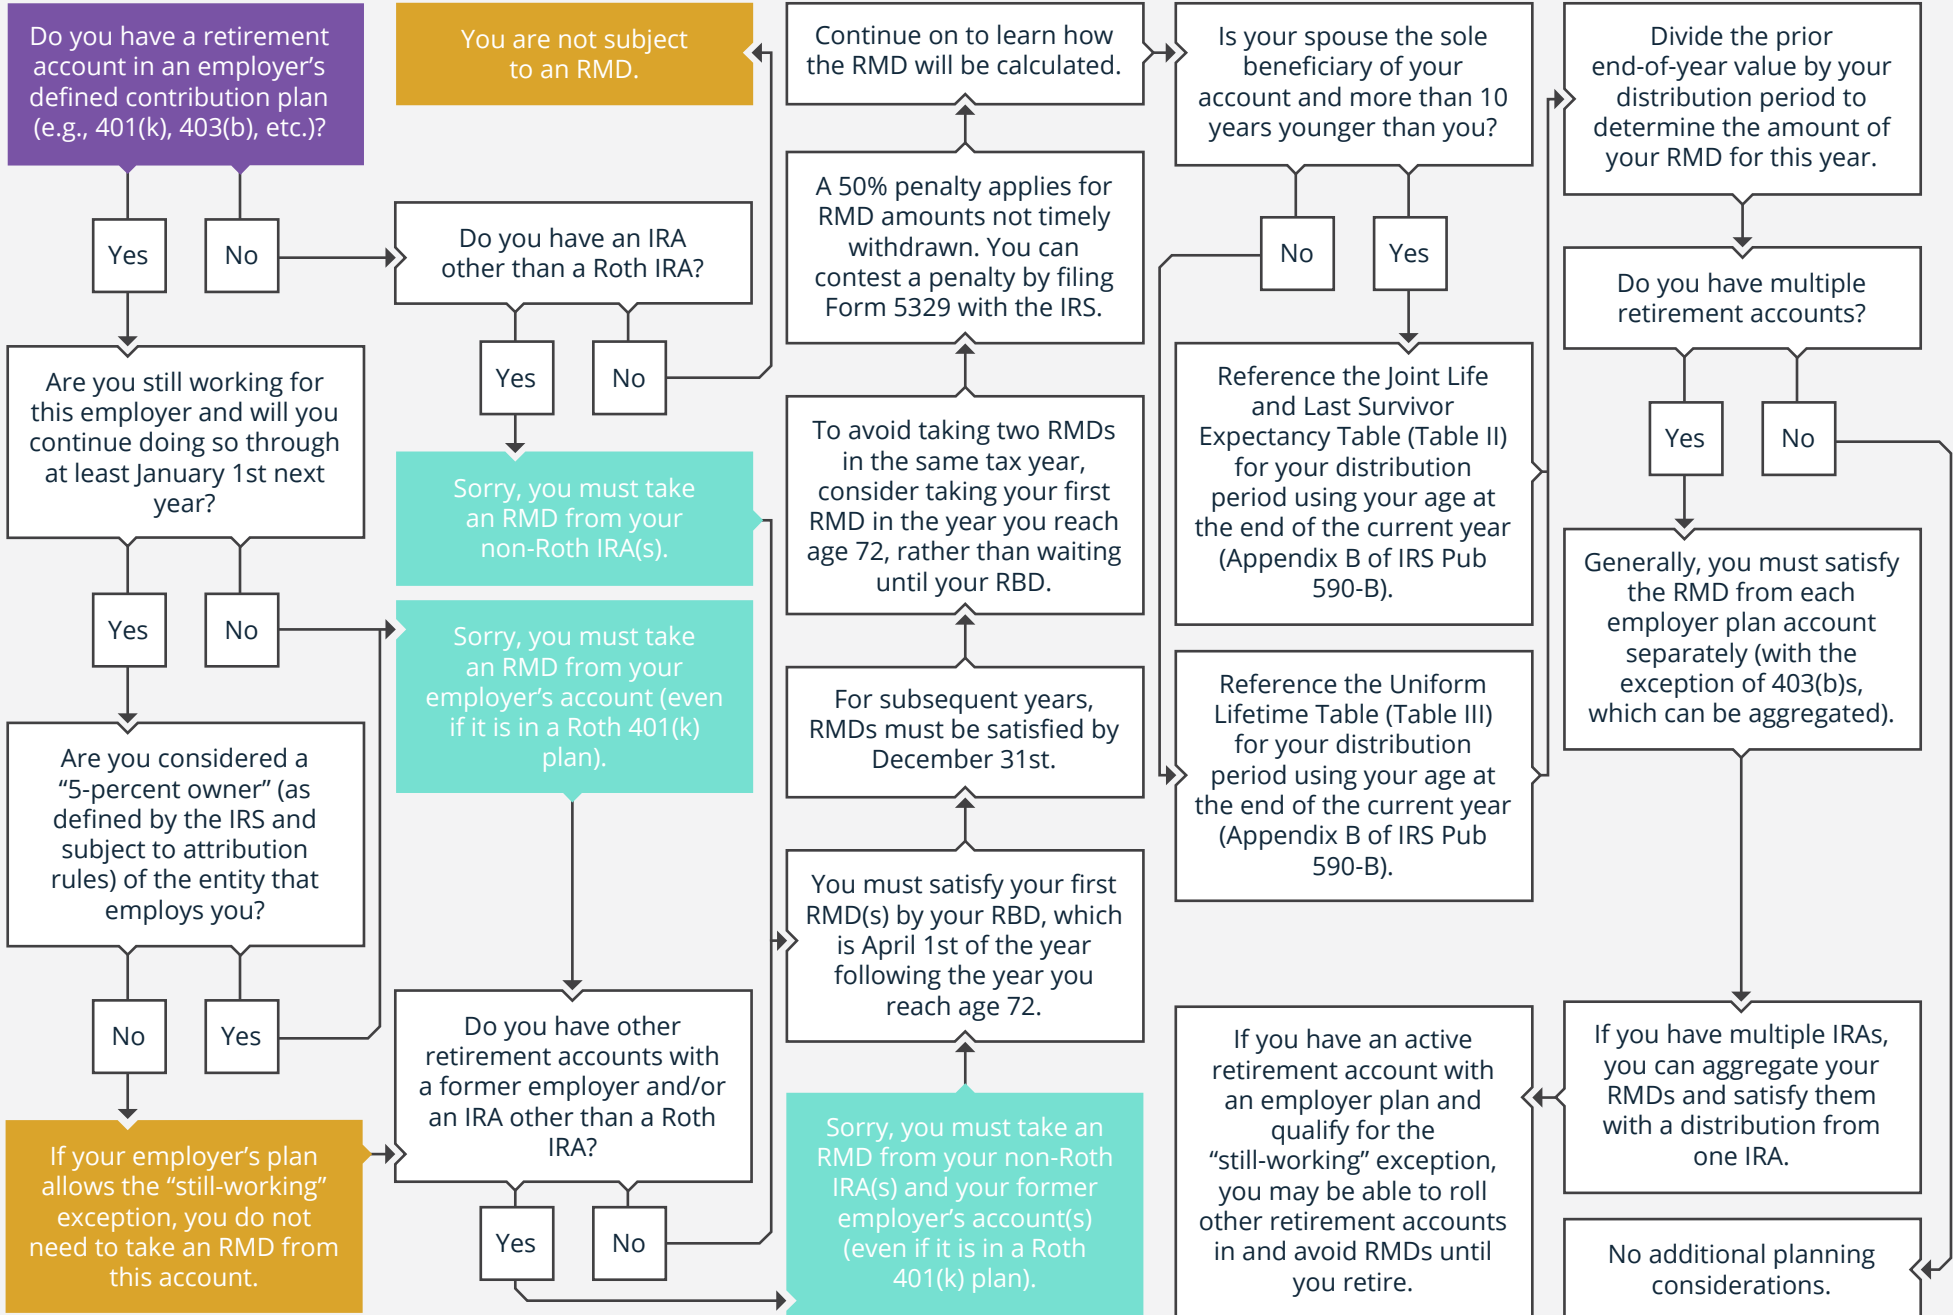 Do you have a retirement
account in an employer's
defined contribution plan
(e.g., 401(k), 403(b), etc.)?
Yes
No
Are you still working for
this employer and will you
continue doing so through
at least January 1st next
year?
Yes
No
Are you considered a
“5-percent owner” (as
defined by the IRS and
subject to attribution
rules) of the entity that
employs you?
No
Yes
If your employer's plan
allows the “still-working”
exception, you do not
need to take an RMD from
this account.
You are not subject
to an RMD.
Do you have an IRA
other than a Roth IRA?
Yes
No
Sorry, you must take
an RMD from your
non-Roth IRA(s).
Sorry, you must take
an RMD from your
employer's account (even
if it is in a Roth 401(k)
plan).
Do you have other
retirement accounts with
a former employer and/or
an IRA other than a Roth
IRA?
Yes
No
Continue on to learn how
the RMD will be calculated.
A 50% penalty applies for
RMD amounts not timely
withdrawn. You can
contest a penalty by filing
Form 5329 with the IRS.
To avoid taking two RMDs
in the same tax year,
consider taking your first
RMD in the year you reach
age 72, rather than waiting
until your RBD.
For subsequent years,
RMDs must be satisfied by
December 31st.
You must satisfy your first
RMD(s) by your RBD, which
is April 1st of the year
following the year you
reach age 72.
Sorry, you must take an
RMD from your non-Roth
IRA(s) and your former
employer's account(s)
(even if it is in a Roth
401(k) plan).
Is your spouse the sole
beneficiary of your
account and more than 10
years younger than you?
No
Yes
Reference the Joint Life
and Last Survivor
Expectancy Table (Table II)
for your distribution
period using your age at
the end of the current year
(Appendix B of IRS Pub
590-B).
Reference the Uniform
Lifetime Table (Table III)
for your distribution
period using your age at
the end of the current year
(Appendix B of IRS Pub
590-B).
If you have an active
retirement account with
an employer plan and
qualify for the
“still-working” exception,
you may be able to roll
other retirement accounts
in and avoid RMDs until
you retire.
Divide the prior
end-of-year value by your
distribution period to
determine the amount of
your RMD for this year.
Do you have multiple
retirement accounts?
Yes
No
Generally, you must satisfy
the RMD from each
employer plan account
separately (with the
exception of 403(b)s,
which can be aggregated).
If you have multiple IRAs,
you can aggregate your
RMDs and satisfy them
with a distribution from
one IRA.
No additional planning
considerations.